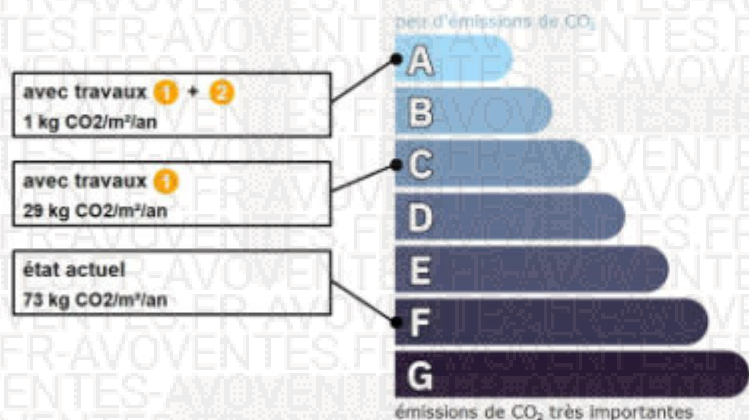 peu d'émissions de CO₂
A
avec travaux 1 + 2
1 kg CO2/m²/an
B
avec travaux 1
29 kg CO2/m²/an
C
D
état actuel
73 kg CO2/m²/an
E
F
G
émissions de CO₂ très importantes